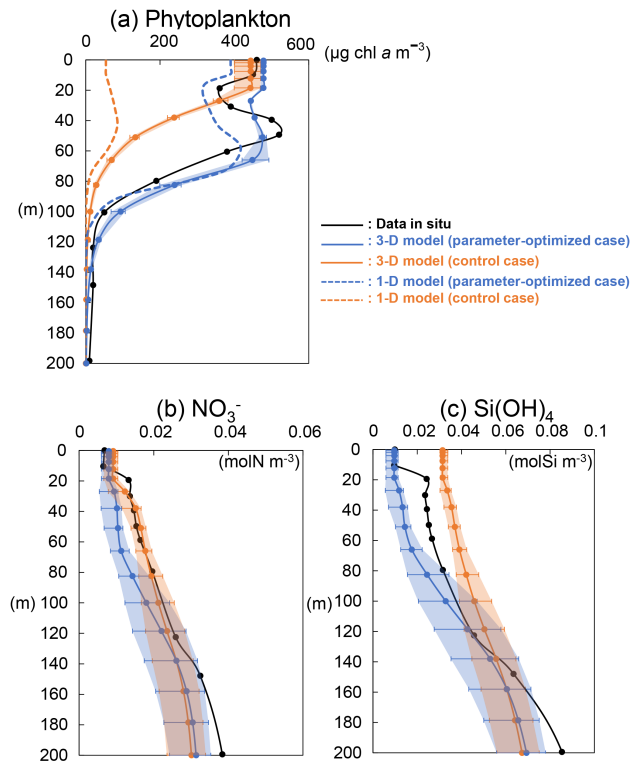 (a) Phytoplankton
0 200 400 600 (µg chl a m⁻³)
0
20
40
60
80
(m) 100
120
140
160
180
200
: Data in situ
: 3-D model (parameter-optimized case)
: 3-D model (control case)
: 1-D model (parameter-optimized case)
: 1-D model (control case)
(b) NO₃⁻
0 0.02 0.04 0.06
(molN m⁻³)
0
20
40
60
80
(m) 100
120
140
160
180
200
(c) Si(OH)₄
0 0.02 0.04 0.06 0.08 0.1
(molSi m⁻³)
0
20
40
60
80
(m) 100
120
140
160
180
200